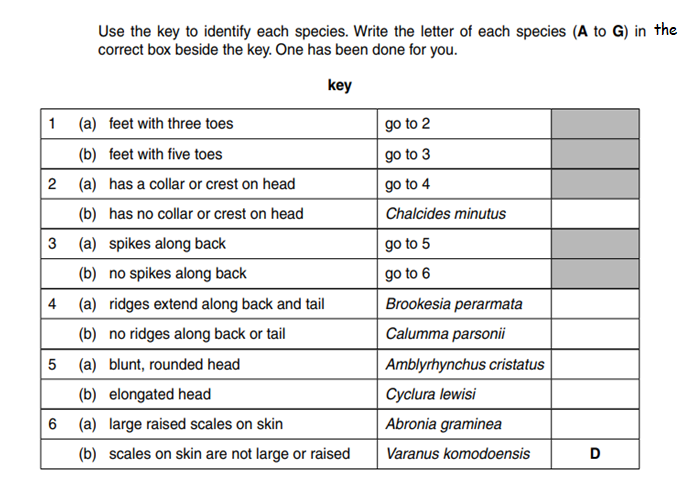 Use the key to identify each species. Write the letter of each species (A to G) in the
correct box beside the key. One has been done for you.
key
1 (a) feet with three toes go to 2
(b) feet with five toes go to 3
2 (a) has a collar or crest on head go to 4
(b) has no collar or crest on head Chalcides minutus
3 (a) spikes along back go to 5
(b) no spikes along back go to 6
4 (a) ridges extend along back and tail Brookesia perarmata
(b) no ridges along back or tail Calumma parsonii
5 (a) blunt, rounded head Amblyrhynchus cristatus
(b) elongated head Cyclura lewisi
6 (a) large raised scales on skin Abronia graminea
(b) scales on skin are not large or raised Varanus komodoensis D